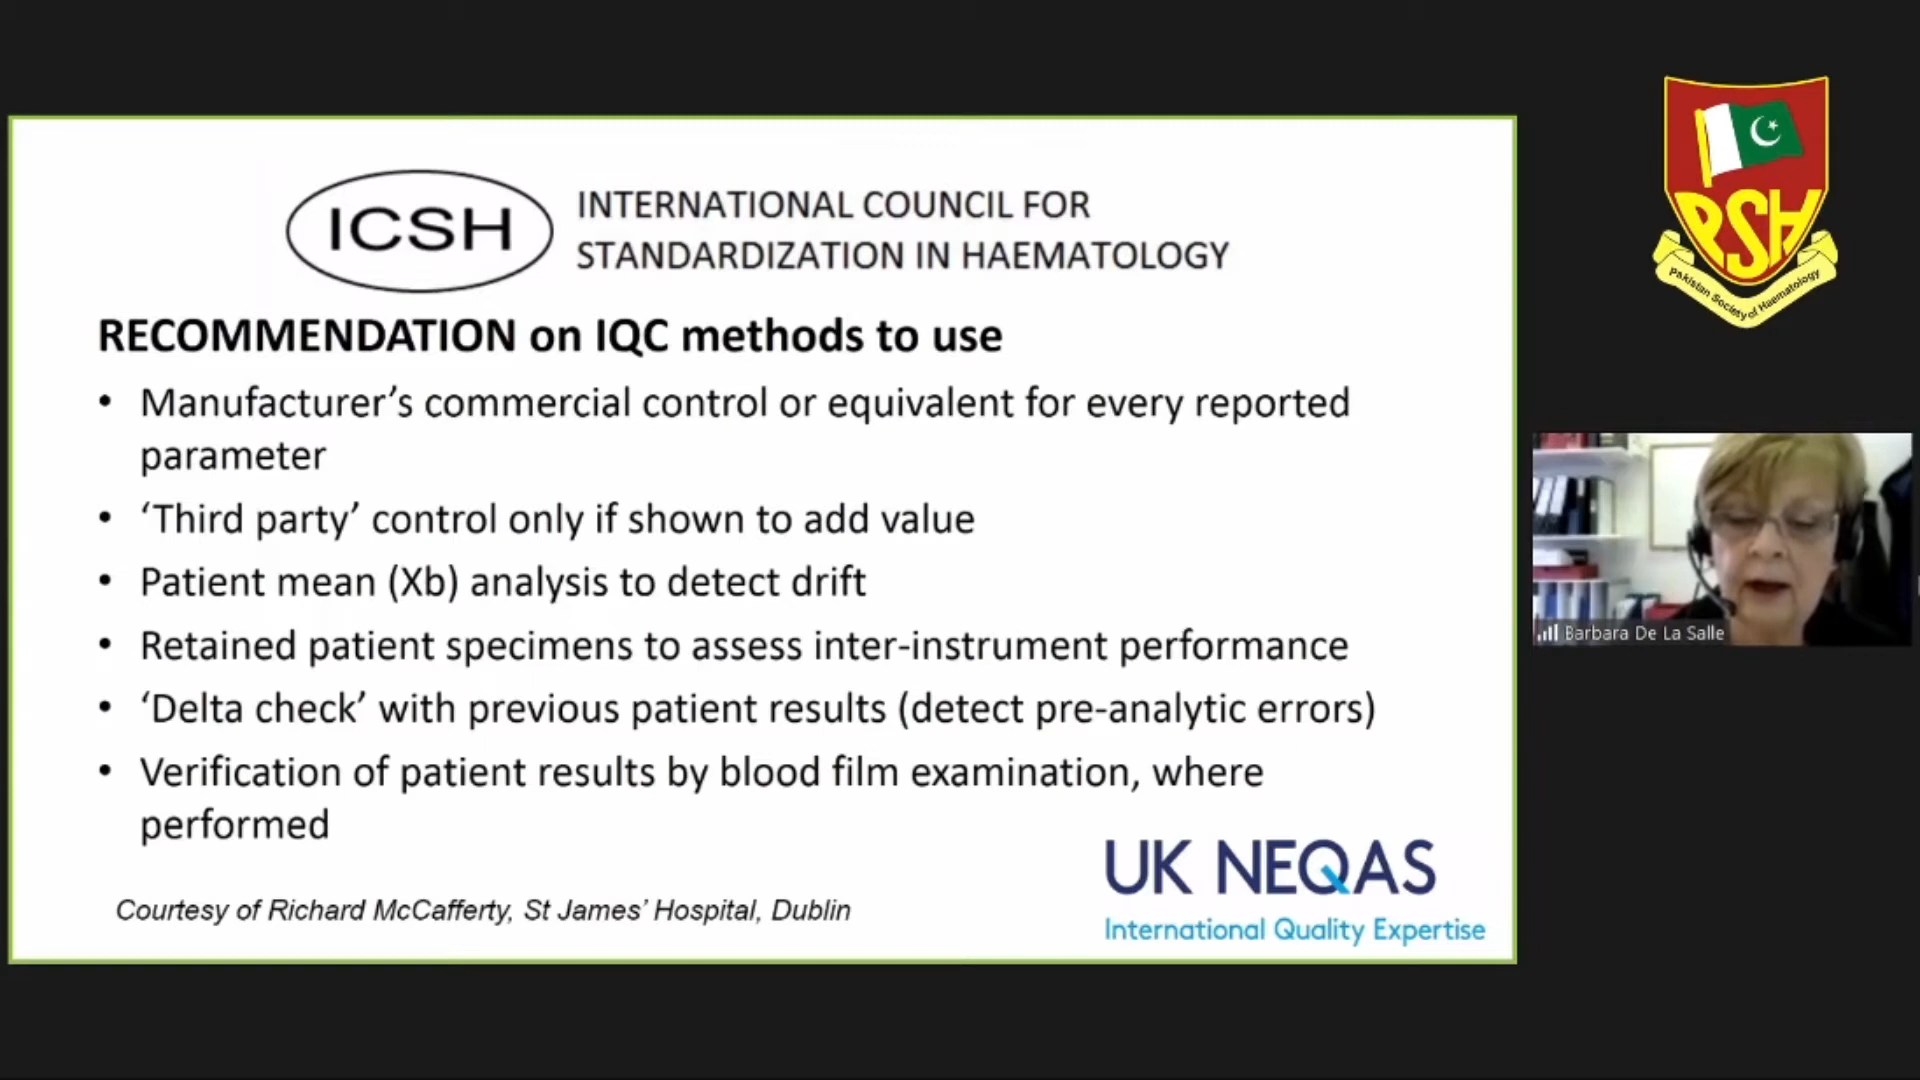 ICSH
INTERNATIONAL COUNCIL FOR
STANDARDIZATION IN HAEMATOLOGY
RECOMMENDATION on IQC methods to use
• Manufacturer’s commercial control or equivalent for every reported
parameter
• ‘Third party’ control only if shown to add value
• Patient mean (Xb) analysis to detect drift
• Retained patient specimens to assess inter-instrument performance
• ‘Delta check’ with previous patient results (detect pre-analytic errors)
• Verification of patient results by blood film examination, where
performed
Courtesy of Richard McCafferty, St James’ Hospital, Dublin
UK NEQAS
International Quality Expertise
PSH
Pakistan Society of Haematology
Barbara De La Salle